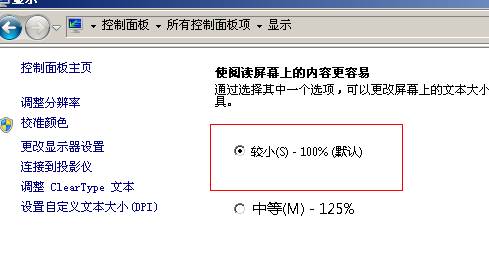 显示
控制面板 ▸ 所有控制面板项 ▸ 显示
控制面板主页
调整分辨率
校准颜色
更改显示器设置
连接到投影仪
调整 ClearType 文本
设置自定义文本大小(DPI)
使阅读屏幕上的内容更容易
通过选择其中一个选项，可以更改屏幕上的文本大小
具。
较小(S) - 100% (默认)
中等(M) - 125%